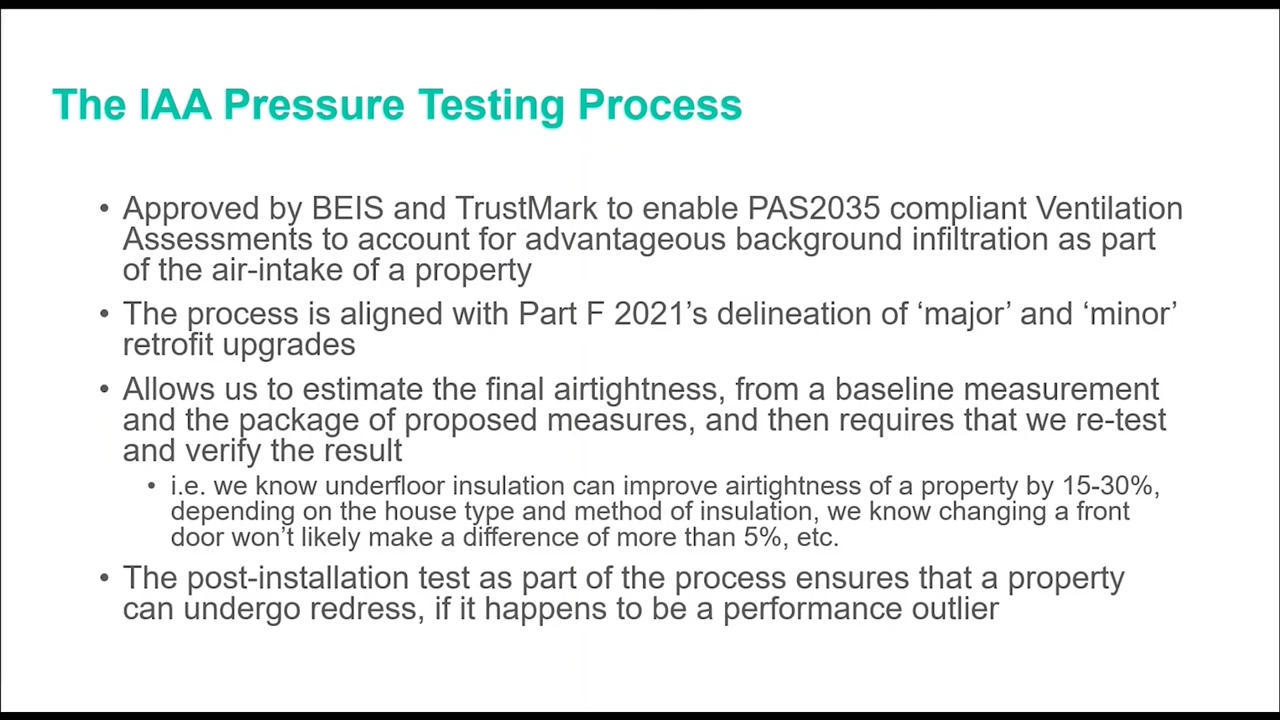 The IAA Pressure Testing Process
• Approved by BEIS and TrustMark to enable PAS2035 compliant Ventilation
Assessments to account for advantageous background infiltration as part
of the air-intake of a property
• The process is aligned with Part F 2021’s delineation of ‘major’ and ‘minor’
retrofit upgrades
• Allows us to estimate the final airtightness, from a baseline measurement
and the package of proposed measures, and then requires that we re-test
and verify the result
• i.e. we know underfloor insulation can improve airtightness of a property by 15-30%,
depending on the house type and method of insulation, we know changing a front
door won’t likely make a difference of more than 5%, etc.
• The post-installation test as part of the process ensures that a property
can undergo redress, if it happens to be a performance outlier